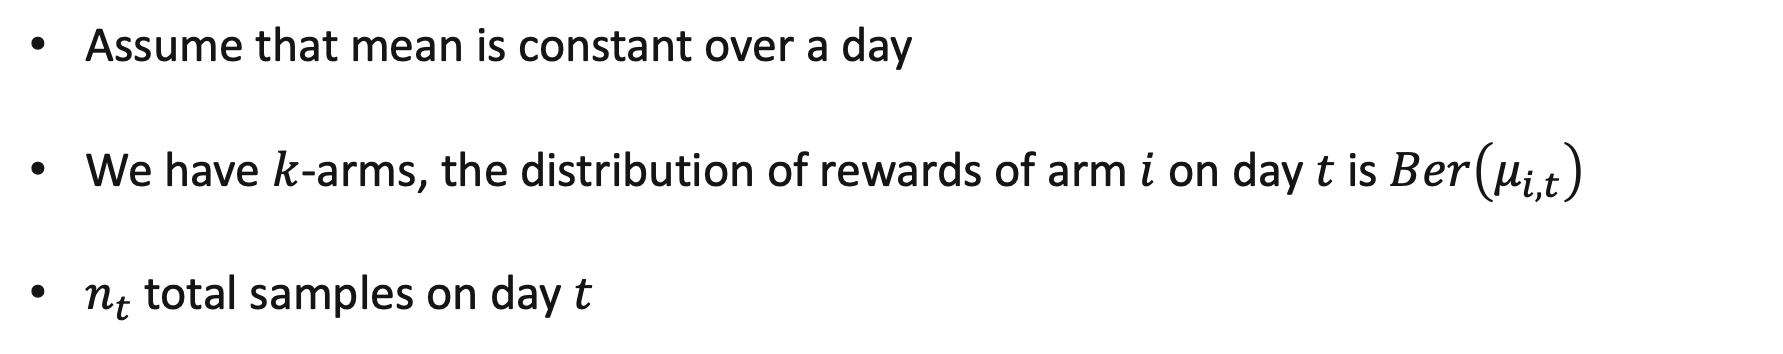 • Assume that mean is constant over a day
• We have k-arms, the distribution of rewards of arm i on day t is Ber(μ_{i,t})
• n_t total samples on day t